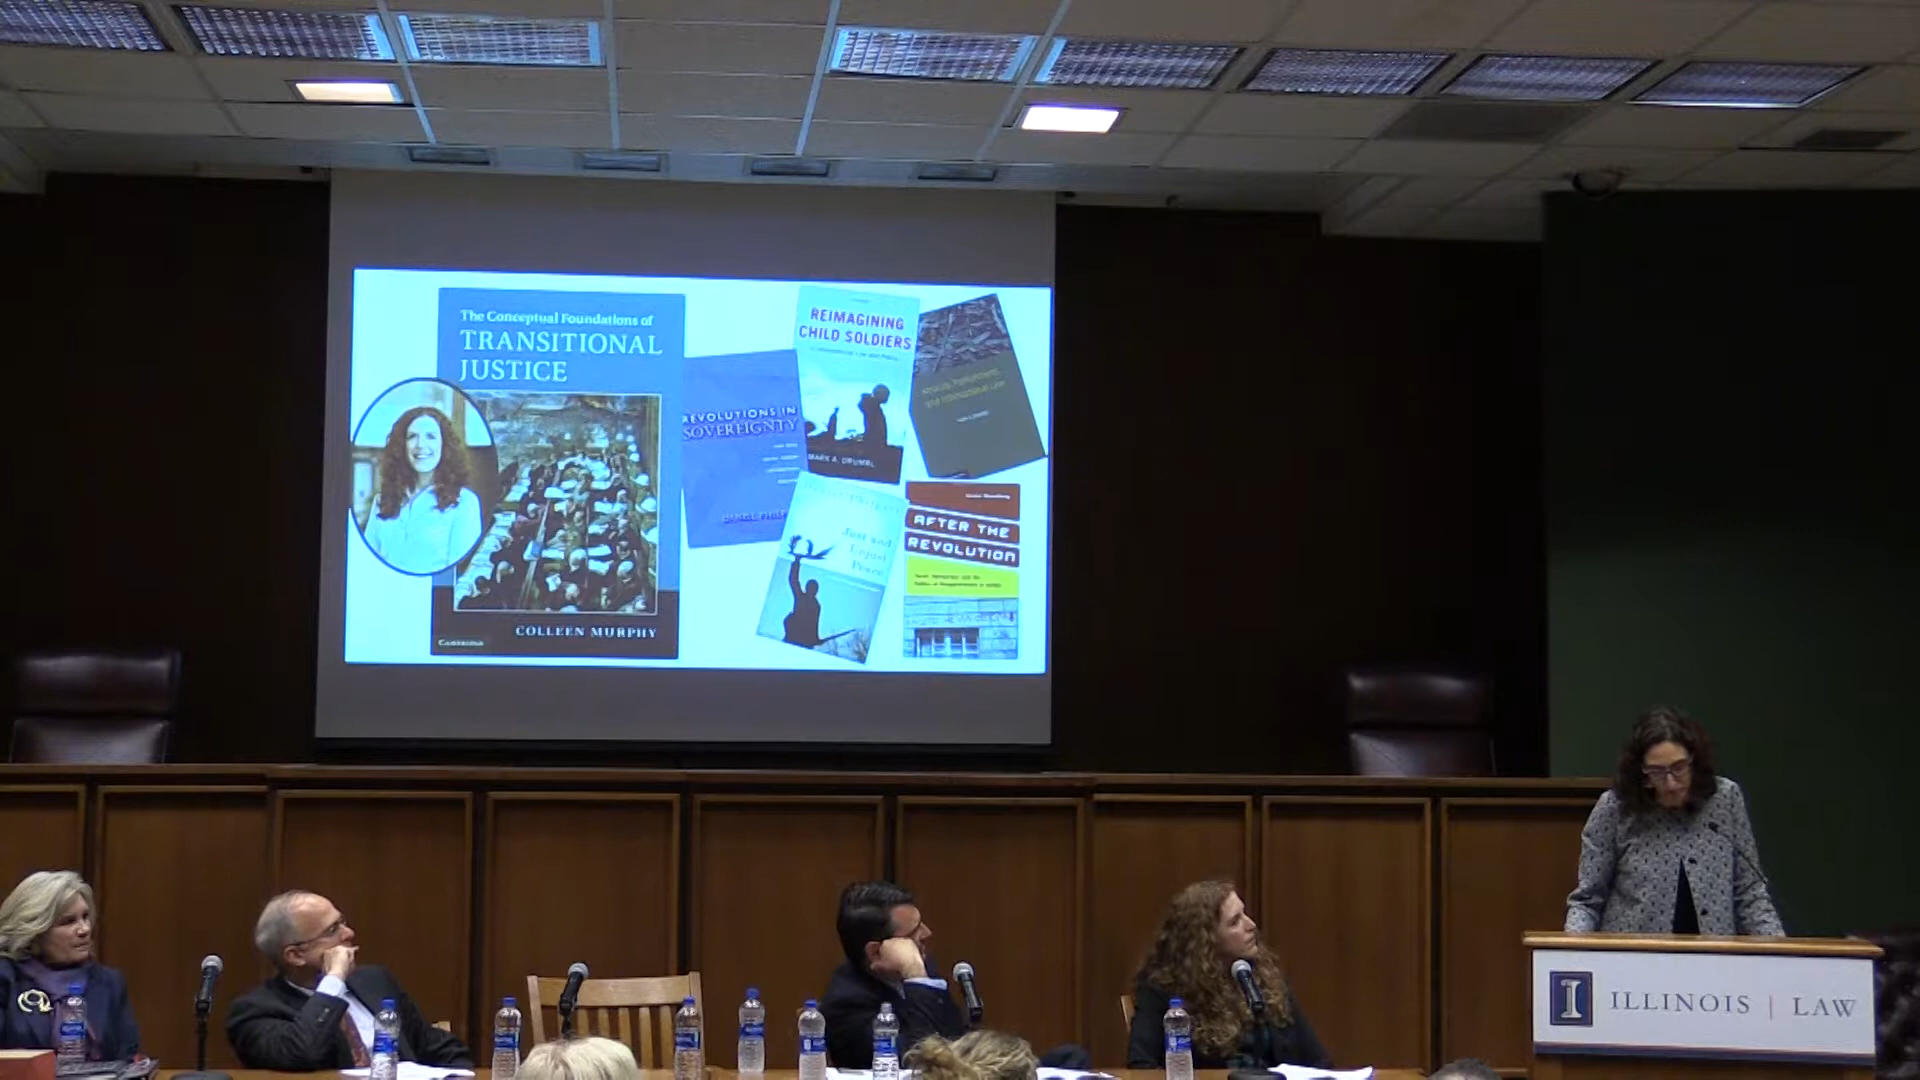 The Conceptual Foundations of
TRANSITIONAL
JUSTICE
COLLEEN MURPHY
CAMBRIDGE
REVOLUTIONS IN
SOVEREIGNTY
REIMAGINING
CHILD SOLDIERS
MARK A. DRUMBL
Just and
Unjust
Peace
AFTER THE
REVOLUTION
I
ILLINOIS | LAW